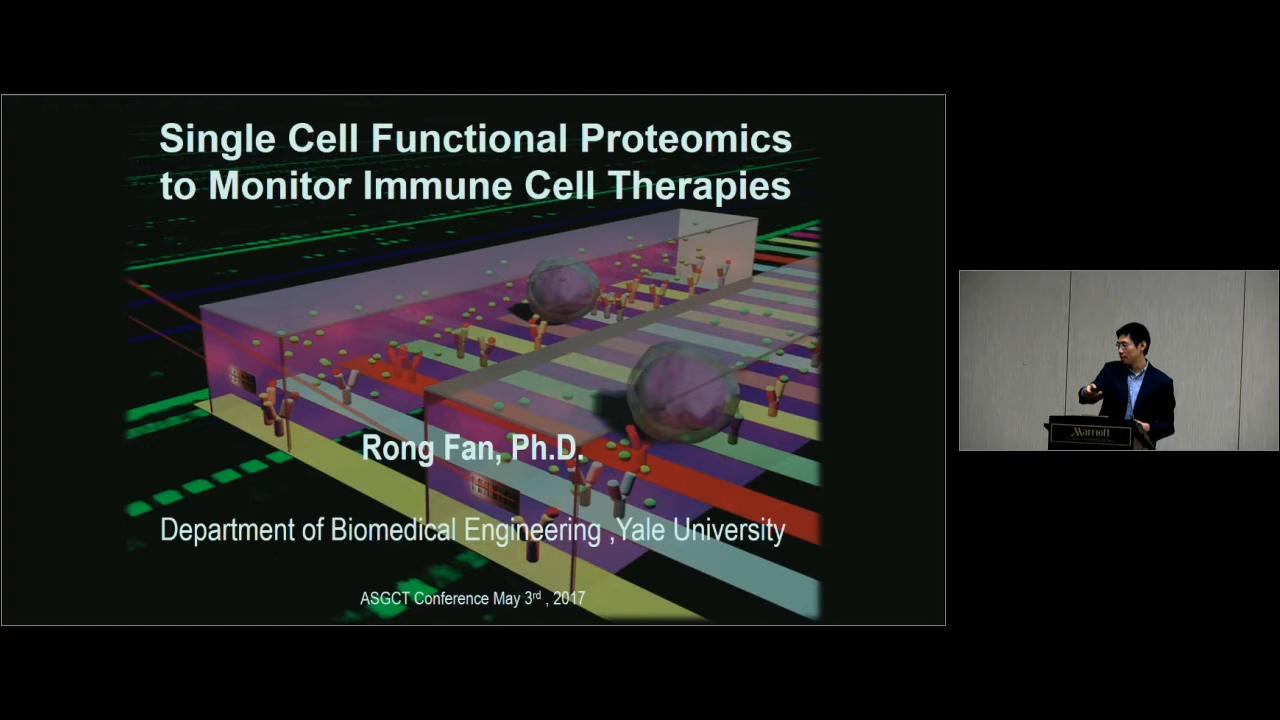 Single Cell Functional Proteomics
to Monitor Immune Cell Therapies
Rong Fan, Ph.D.
Department of Biomedical Engineering ,Yale University
ASGCT Conference May 3rd , 2017
Marriott